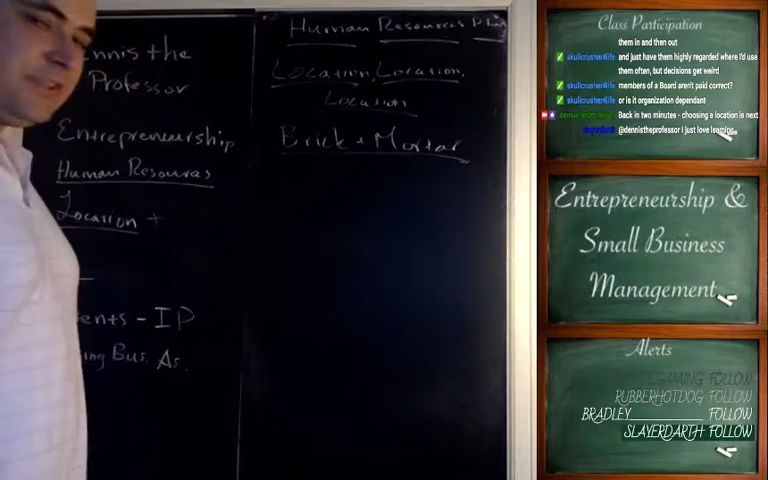 nnis the
Professor
Entrepreneurship
Human Resources
Location +
ents - IP
ing Bus. As.
Human Resources Plan
Location, Location,
Location
Brick + Mortar
Class Participation
them in and then out
skullcrusher4life and just have them highly regarded where I'd use
them often, but decisions get weird
skullcrusher4life members of a Board aren't paid correct?
skullcrusher4life or is it organization dependant
Back in two minutes - choosing a location is next
@dennistheprofessor I just love learning
Entrepreneurship &
Small Business
Management
Alerts
GAMING FOLLOW
RUBBERHOTDOG FOLLOW
BRADLEY__________ FOLLOW
SLAYERDARTH FOLLOW